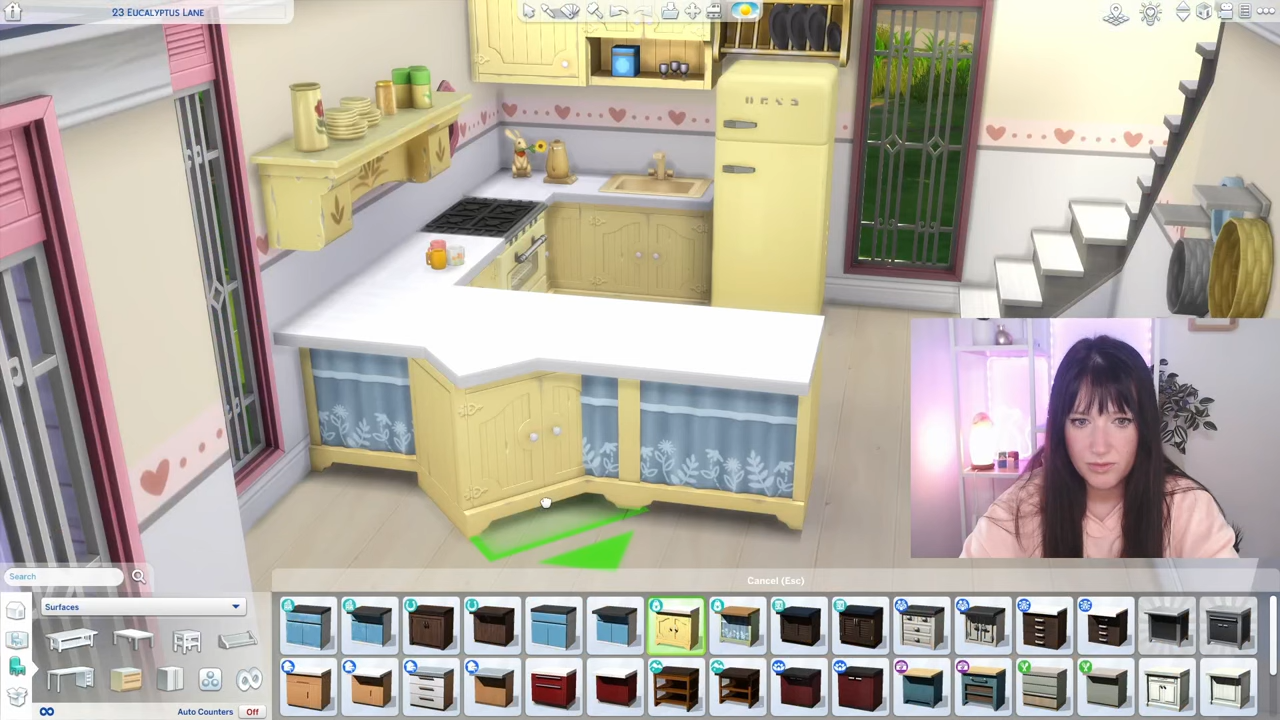 23 EUCALYPTUS LANE
Cancel (Esc)
Search
Surfaces
Auto Counters
Off